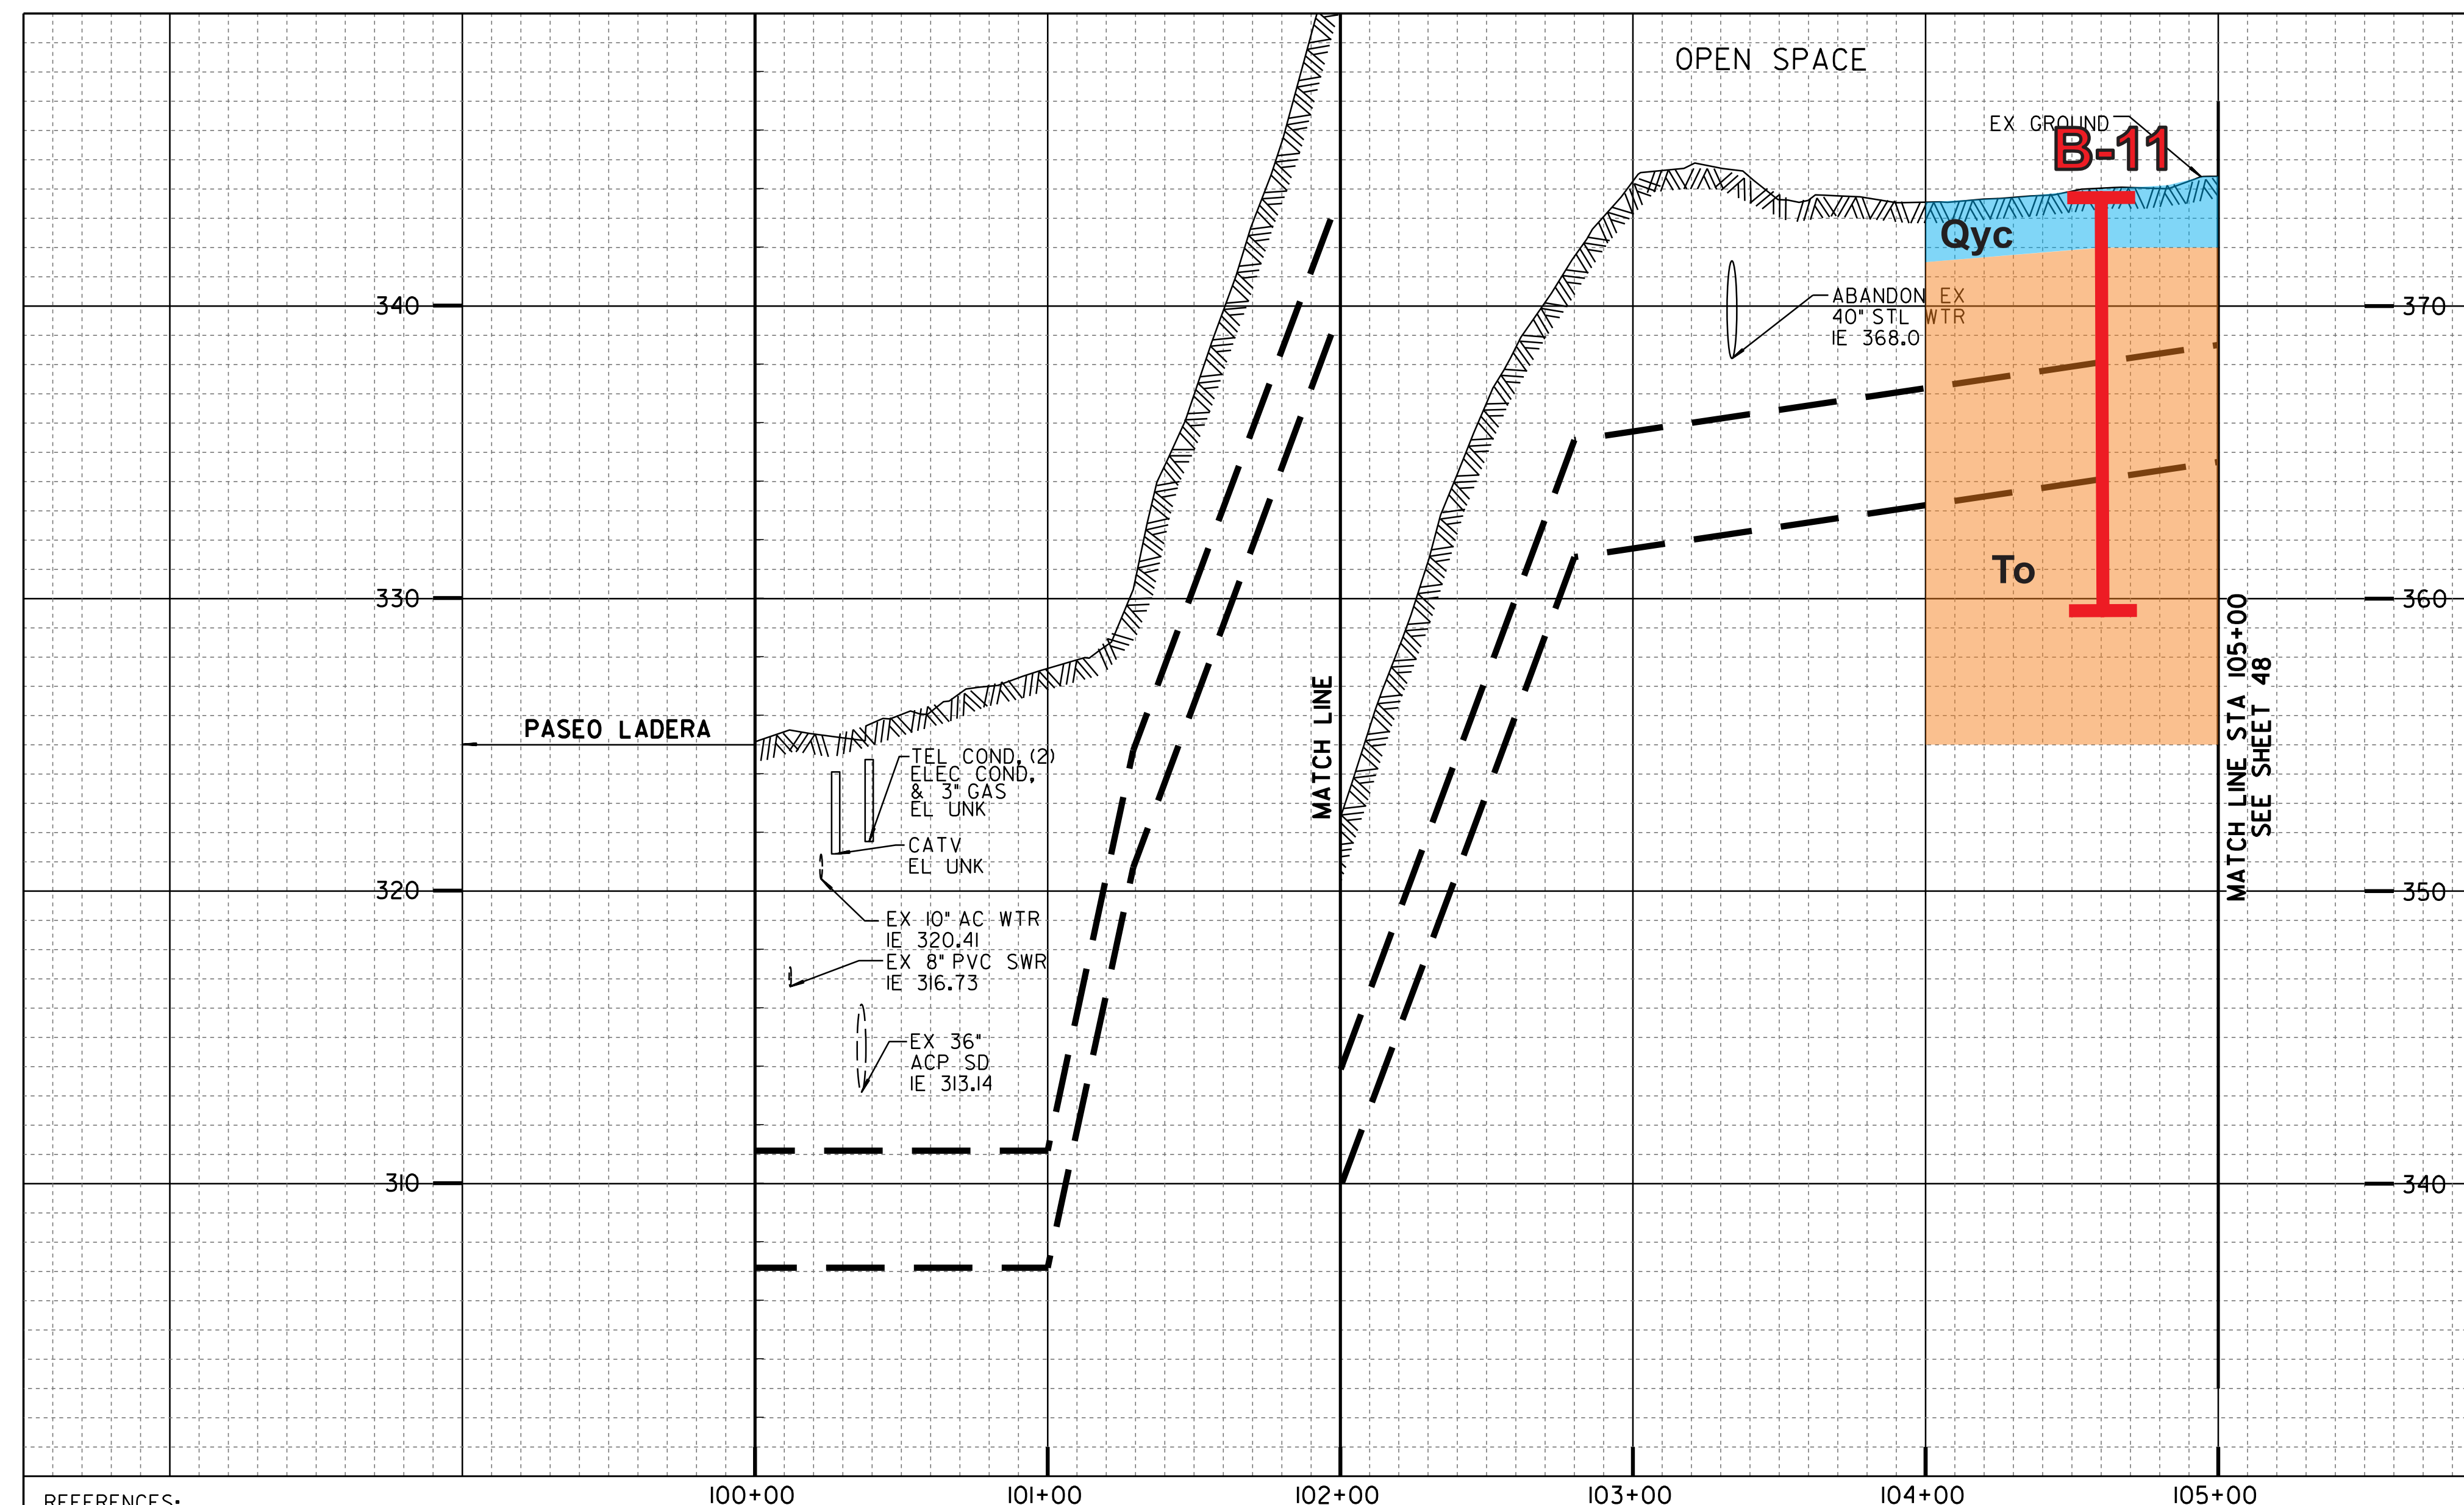 OPEN SPACE
EX GROUND
B-11
Qyc
340
ABANDON EX
40" STL WTR
IE 368.0
370
To
330
360
PASEO LADERA
MATCH LINE
MATCH LINE STA 105+00
SEE SHEET 48
TEL COND, (2)
ELEC COND,
& 3" GAS
EL UNK
CATV
EL UNK
320
350
EX 10" AC WTR
IE 320.41
EX 8" PVC SWR
IE 316.73
EX 36"
ACP SD
IE 313.14
310
340
REFERENCES:
100+00
101+00
102+00
103+00
104+00
105+00